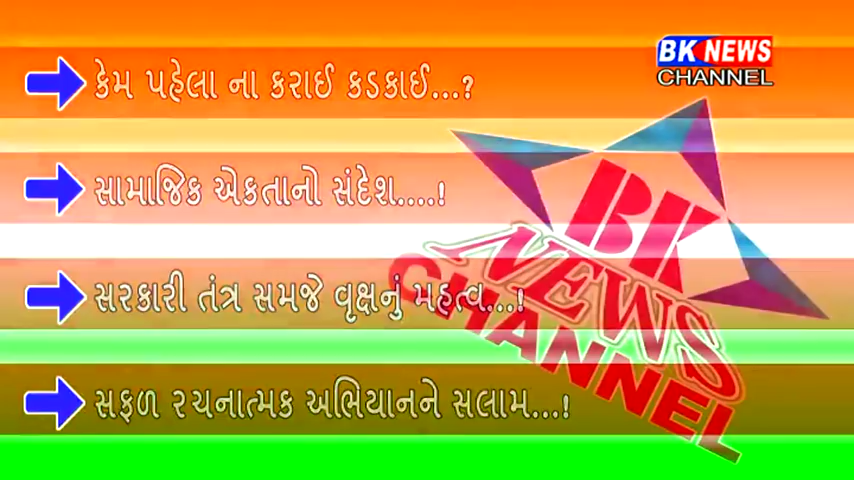 BK NEWS
CHANNEL
કેમ પહેલા ના કરાઈ કડકાઈ...?
સામાજિક એકતાનો સંદેશ....!
સરકારી તંત્ર સમજે વૃક્ષનું મહત્વ...!
સફળ રચનાત્મક અભિયાનને સલામ...!
BK
NEWS
CHANNEL